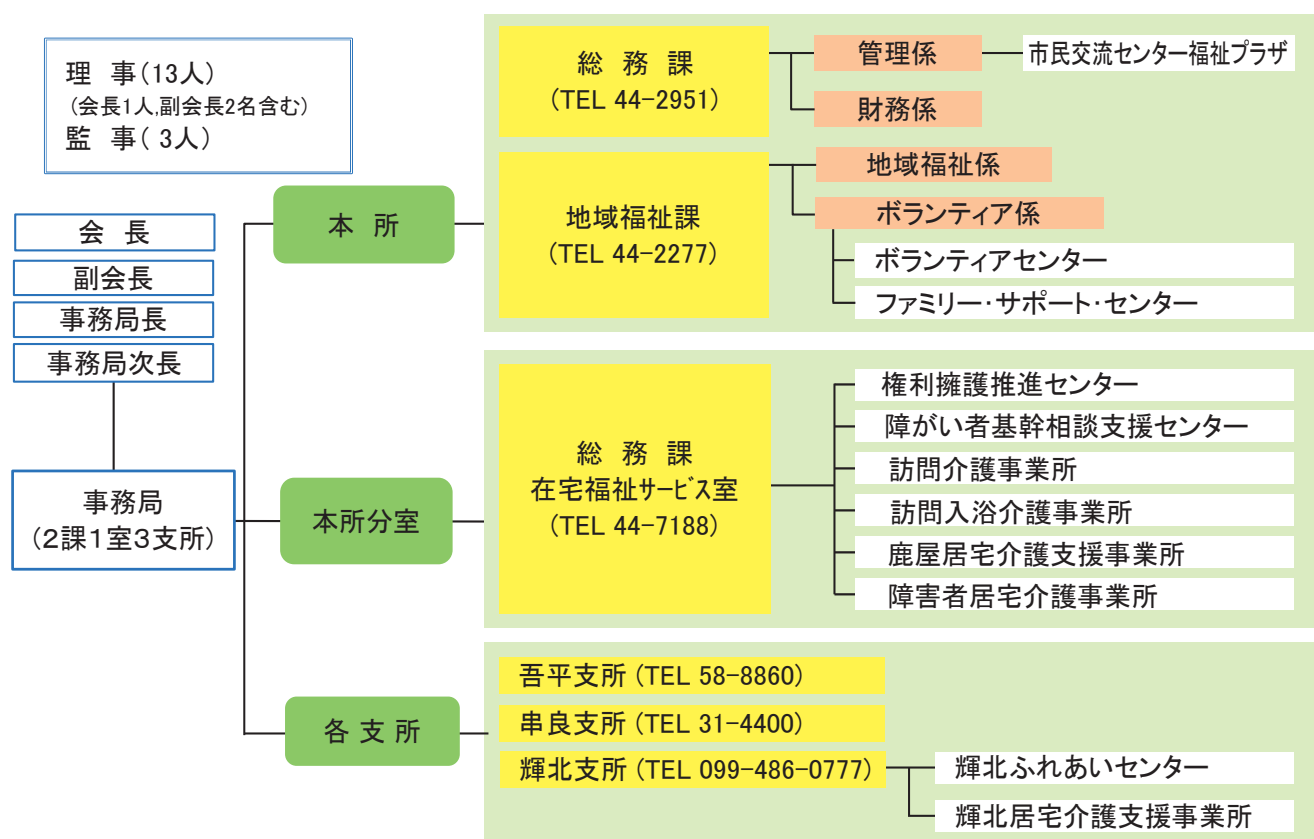 理 事(13人)
(会長1人,副会長2名含む)
監 事( 3人)
会 長
副会長
事務局長
事務局次長
事務局
(2課1室3支所)
本 所
総 務 課
(TEL 44-2951)
管理係
市民交流センター福祉プラザ
財務係
地域福祉課
(TEL 44-2277)
地域福祉係
ボランティア係
ボランティアセンター
ファミリー・サポート・センター
本所分室
総 務 課
在宅福祉サービス室
(TEL 44-7188)
権利擁護推進センター
障がい者基幹相談支援センター
訪問介護事業所
訪問入浴介護事業所
鹿屋居宅介護支援事業所
障害者居宅介護事業所
各 支 所
吾平支所 (TEL 58-8860)
串良支所 (TEL 31-4400)
輝北支所 (TEL 099-486-0777)
輝北ふれあいセンター
輝北居宅介護支援事業所